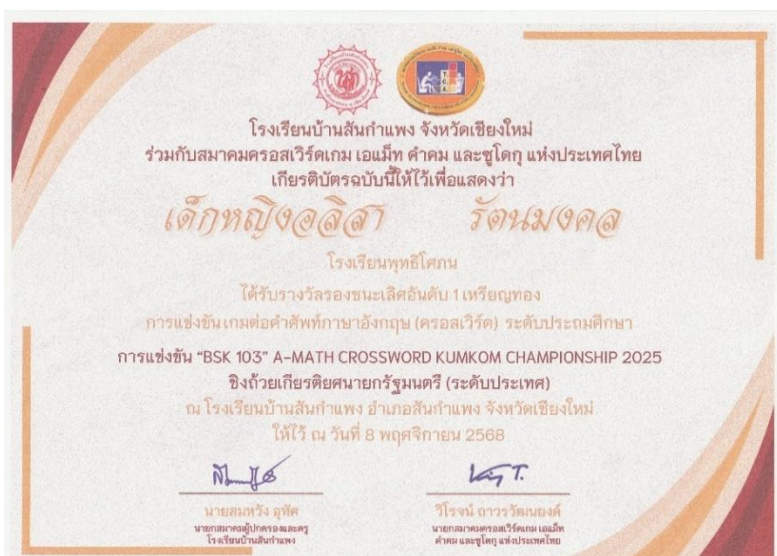 โรงเรียนบ้านสันกำแพง จังหวัดเชียงใหม่
ร่วมกับสมาคมครอสเวิร์ดเกม เอแม็ท คำคม และซูโดกุ แห่งประเทศไทย
เกียรติบัตรฉบับนี้ให้ไว้เพื่อแสดงว่า
เด็กหญิงอลิสา รัตนมงคล
โรงเรียนพุทธิโศภน
ได้รับรางวัลรองชนะเลิศอันดับ 1 เหรียญทอง
การแข่งขันเกมต่อคำศัพท์ภาษาอังกฤษ (ครอสเวิร์ด) ระดับประถมศึกษา
การแข่งขัน “BSK 103” A-MATH CROSSWORD KUMKOM CHAMPIONSHIP 2025
ชิงถ้วยเกียรติยศนายกรัฐมนตรี (ระดับประเทศ)
ณ โรงเรียนบ้านสันกำแพง อำเภอสันกำแพง จังหวัดเชียงใหม่
ให้ไว้ ณ วันที่ 8 พฤศจิกายน 2568
นายสมหวัง อุทัศ
นายกสมาคมผู้ปกครองและครู
โรงเรียนบ้านสันกำแพง
วิโรจน์ ถาวรวัฒนยงค์
นายกสมาคมครอสเวิร์ดเกม เอแม็ท
คำคม และซูโดกุ แห่งประเทศไทย